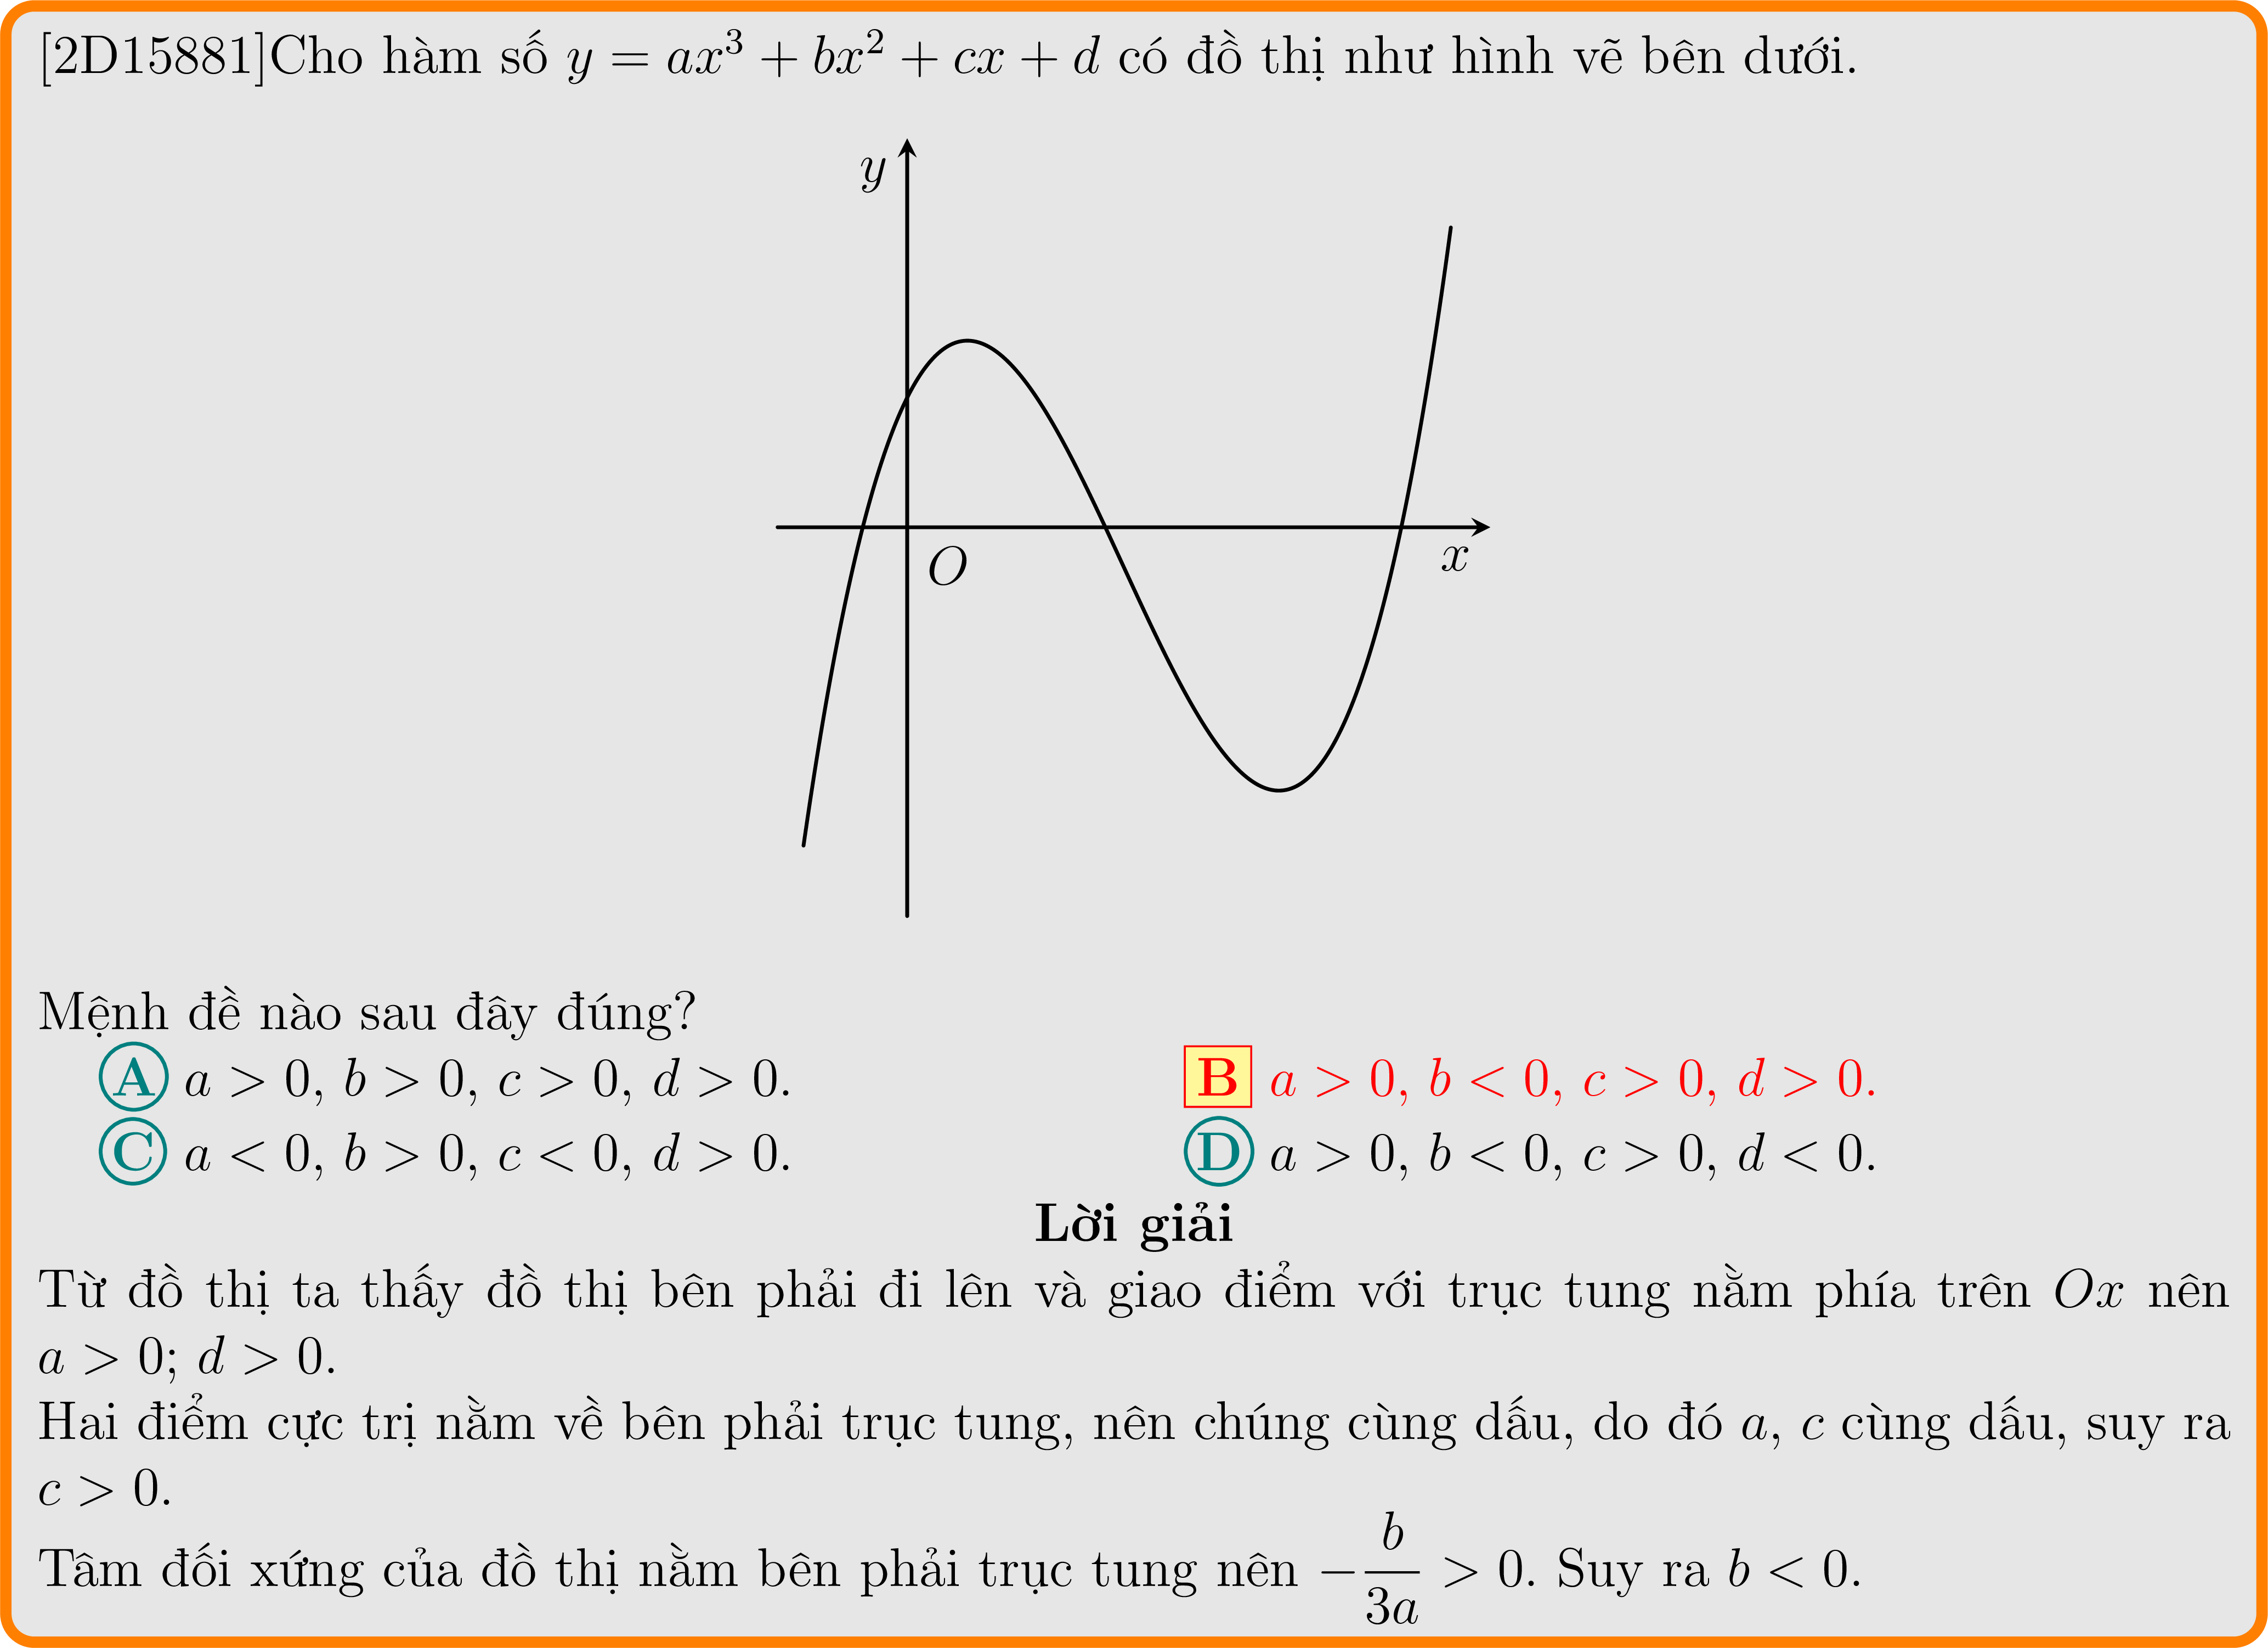 [2D15881]Cho hàm số y = ax³ + bx² + cx + d có đồ thị như hình vẽ bên dưới.
y
O
x
Mệnh đề nào sau đây đúng?
A a > 0, b > 0, c > 0, d > 0.
B a > 0, b < 0, c > 0, d > 0.
C a < 0, b > 0, c < 0, d > 0.
D a > 0, b < 0, c > 0, d < 0.
Lời giải
Từ đồ thị ta thấy đồ thị bên phải đi lên và giao điểm với trục tung nằm phía trên Ox nên
a > 0; d > 0.
Hai điểm cực trị nằm về bên phải trục tung, nên chúng cùng dấu, do đó a, c cùng dấu, suy ra
c > 0.
Tâm đối xứng của đồ thị nằm bên phải trục tung nên −b/3a > 0. Suy ra b < 0.